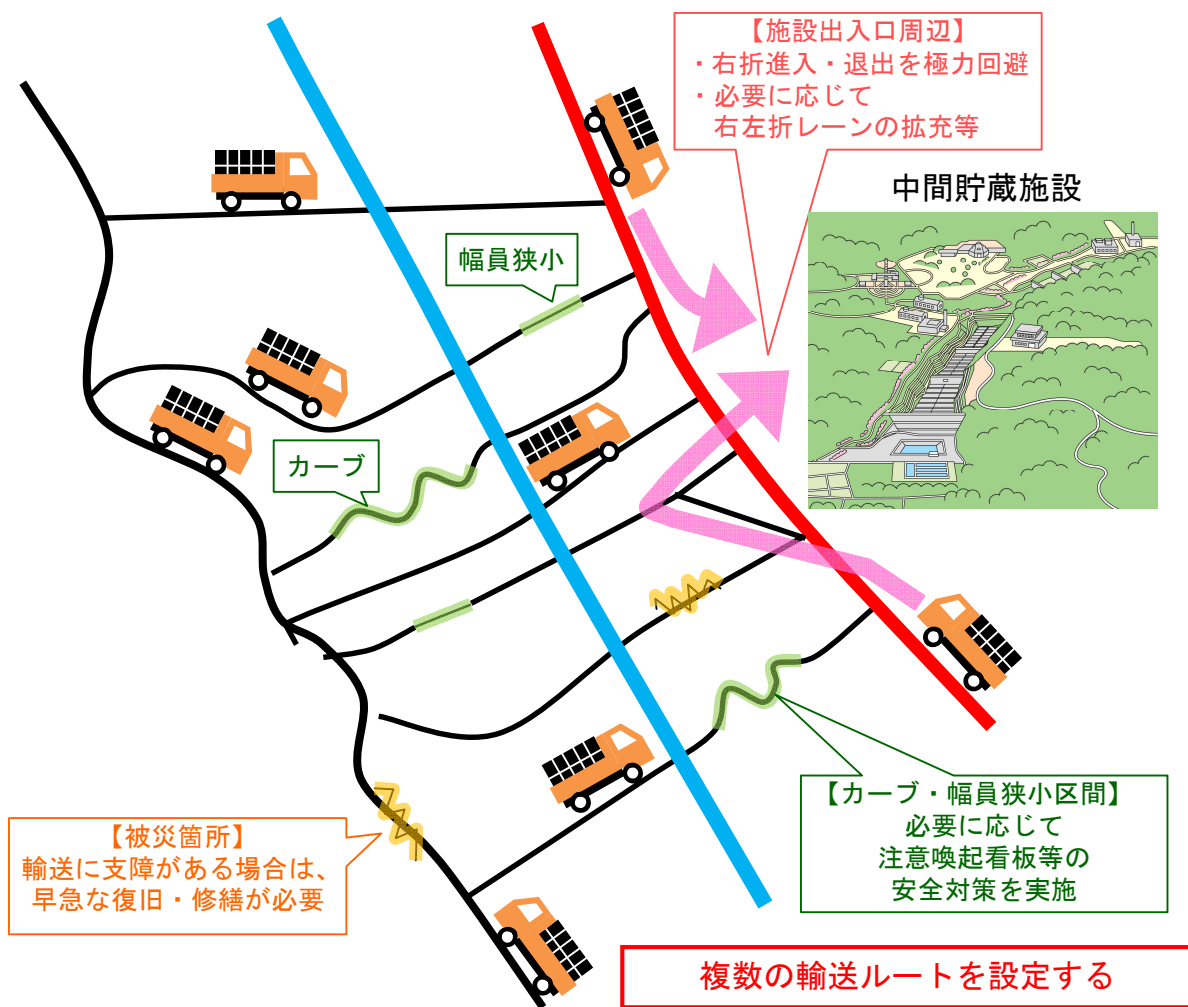 【施設出入口周辺】
・右折進入・退出を極力回避
・必要に応じて
右左折レーンの拡充等
中間貯蔵施設
幅員狭小
カーブ
【カーブ・幅員狭小区間】
必要に応じて
注意喚起看板等の
安全対策を実施
【被災箇所】
輸送に支障がある場合は、
早急な復旧・修繕が必要
複数の輸送ルートを設定する